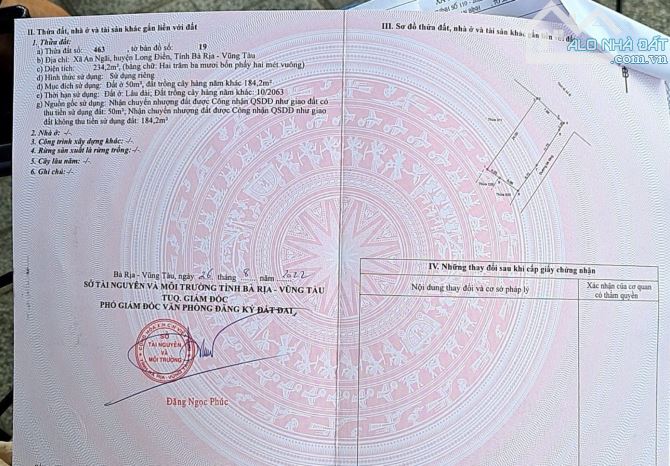 II. Thửa đất, nhà ở và tài sản khác gắn liền với đất
1. Thửa đất:
a) Thửa đất số: 463 , tờ bản đồ số: 19
b) Địa chỉ: Xã An Ngãi, huyện Long Điền, Tỉnh Bà Rịa - Vũng Tàu
c) Diện tích: 234,2m², (bằng chữ: Hai trăm ba mươi bốn phẩy hai mét vuông)
d) Hình thức sử dụng: Sử dụng riêng
đ) Mục đích sử dụng: Đất ở 50m², đất trồng cây hàng năm khác 184,2m²
e) Thời hạn sử dụng: Đất ở: Lâu dài; Đất trồng cây hàng năm khác: 10/2063
g) Nguồn gốc sử dụng: Nhận chuyển nhượng đất được Công nhận QSDĐ như giao đất có
thu tiền sử dụng đất: 50m², Nhận chuyển nhượng đất được Công nhận QSDĐ như giao
đất không thu tiền sử dụng đất: 184,2m²
2. Nhà ở: -/-
3. Công trình xây dựng khác: -/-
4. Rừng sản xuất là rừng trồng: -/-
5. Cây lâu năm: -/-
6. Ghi chú: -/-
Bà Rịa - Vũng Tàu, ngày 26 tháng 8 năm 2022
SỞ TÀI NGUYÊN VÀ MÔI TRƯỜNG TỈNH BÀ RỊA - VŨNG TÀU
TUQ. GIÁM ĐỐC
PHÓ GIÁM ĐỐC VĂN PHÒNG ĐĂNG KÝ ĐẤT ĐAI
SỞ
TÀI NGUYÊN
VÀ
MÔI TRƯỜNG
Đặng Ngọc Phúc
III. Sơ đồ thửa đất, nhà ở và tài sản khác gắn liền với đất
ALO NHÀ ĐẤT
IV. Những thay đổi sau khi cấp giấy chứng nhận
Nội dung thay đổi và cơ sở pháp lý
Xác nhận của cơ quan
có thẩm quyền